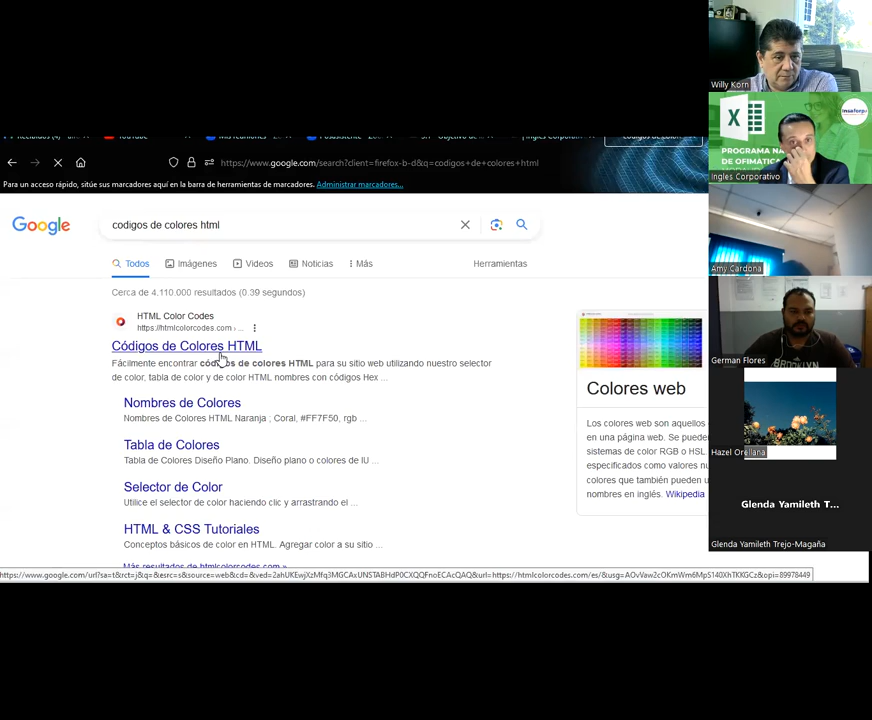 YouTube
https://www.google.com/search?client=firefox-b-d&q=codigos+de+colores+html
Para un acceso rápido, sitúe sus marcadores aquí en la barra de herramientas de marcadores. Administrar marcadores...
Google
codigos de colores html
Todos
Imágenes
Videos
Noticias
Más
Herramientas
Cerca de 4.110.000 resultados (0.39 segundos)
HTML Color Codes
https://htmlcolorcodes.com › ...
Códigos de Colores HTML
Fácilmente encontrar códigos de colores HTML para su sitio web utilizando nuestro selector
de color, tabla de color y de color HTML nombres con códigos Hex ...
Nombres de Colores
Nombres de Colores HTML Naranja ; Coral, #FF7F50, rgb ...
Tabla de Colores
Tabla de Colores Diseño Plano. Diseño plano o colores de IU ...
Selector de Color
Utilice el selector de color haciendo clic y arrastrando el ...
HTML & CSS Tutoriales
Conceptos básicos de color en HTML. Agregar color a su sitio ...
Más resultados de htmlcolorcodes.com »
Colores web
Los colores web son aquellos
en una página web. Se pueden
sistemas de color RGB o HSL.
especificados como valores nu
colores que también pueden u
nombres en inglés. Wikipedia
Willy Korn
X
insaforp
PROGRAMA NA
DE OFIMATICA
Ingles Corporativo
Amy Cardona
BROOKLYN
German Flores
Hazel Orellana
Glenda Yamileth T...
Glenda Yamileth Trejo-Magaña